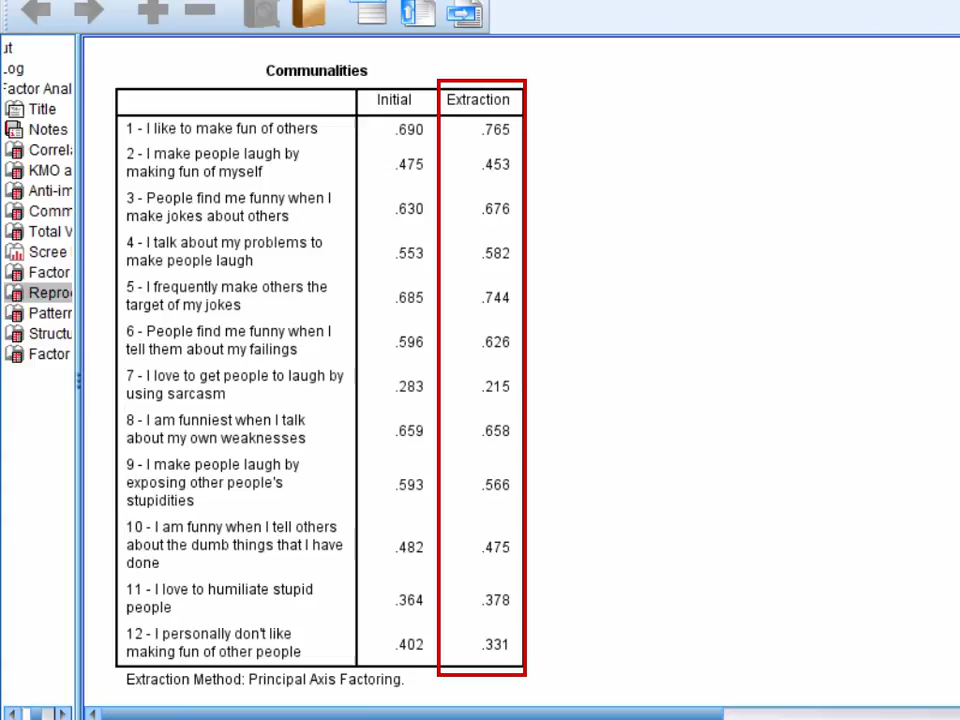 ut
Log
Factor Anal
Title
Notes
Correla
KMO a
Anti-im
Comm
Total V
Scree
Factor
Repro
Pattern
Structu
Factor
Communalities
Initial Extraction
1 - I like to make fun of others .690 .765
2 - I make people laugh by
making fun of myself .475 .453
3 - People find me funny when I
make jokes about others .630 .676
4 - I talk about my problems to
make people laugh .553 .582
5 - I frequently make others the
target of my jokes .685 .744
6 - People find me funny when I
tell them about my failings .596 .626
7 - I love to get people to laugh by
using sarcasm .283 .215
8 - I am funniest when I talk
about my own weaknesses .659 .658
9 - I make people laugh by
exposing other people's .593 .566
stupidities
10 - I am funny when I tell others
about the dumb things that I have .482 .475
done
11 - I love to humiliate stupid
people .364 .378
12 - I personally don't like
making fun of other people .402 .331
Extraction Method: Principal Axis Factoring.